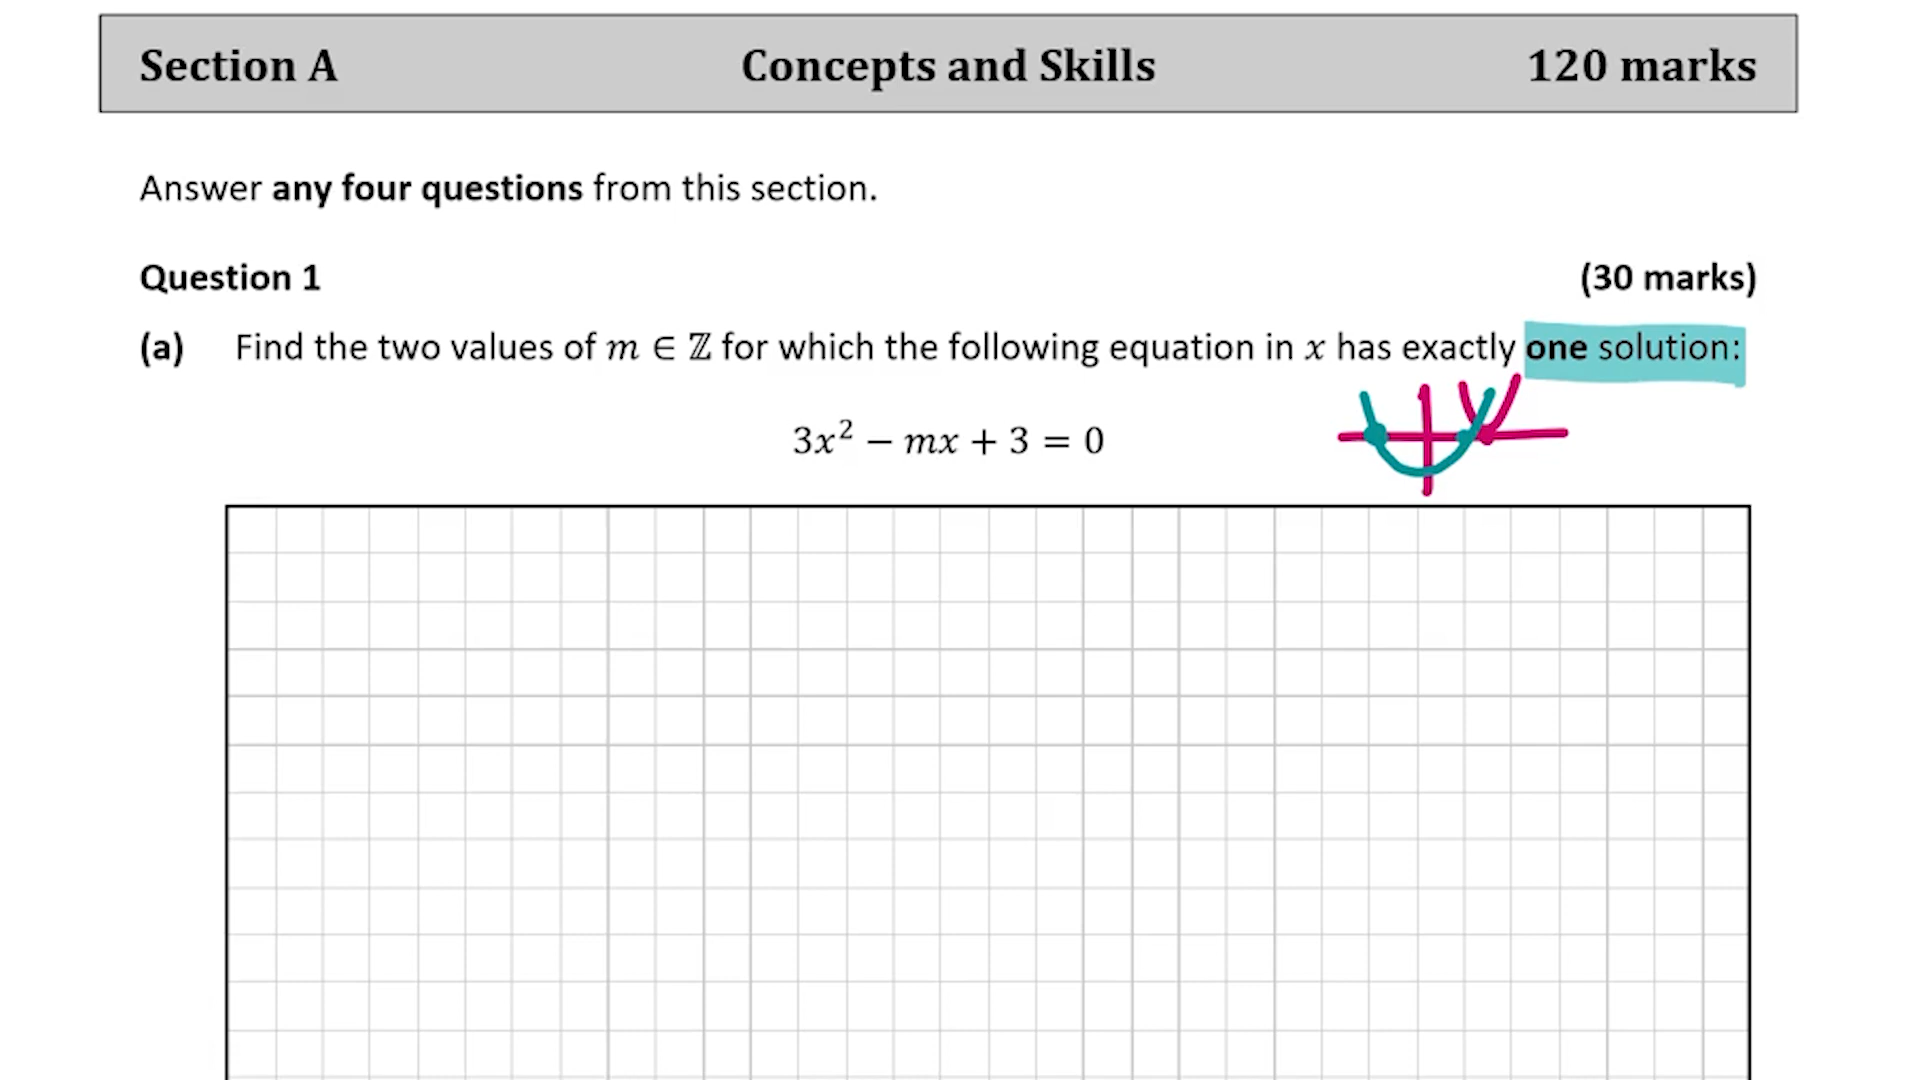 Section A Concepts and Skills 120 marks
Answer any four questions from this section.
Question 1 (30 marks)
(a) Find the two values of m ∈ ℤ for which the following equation in x has exactly one solution:
3x² − mx + 3 = 0